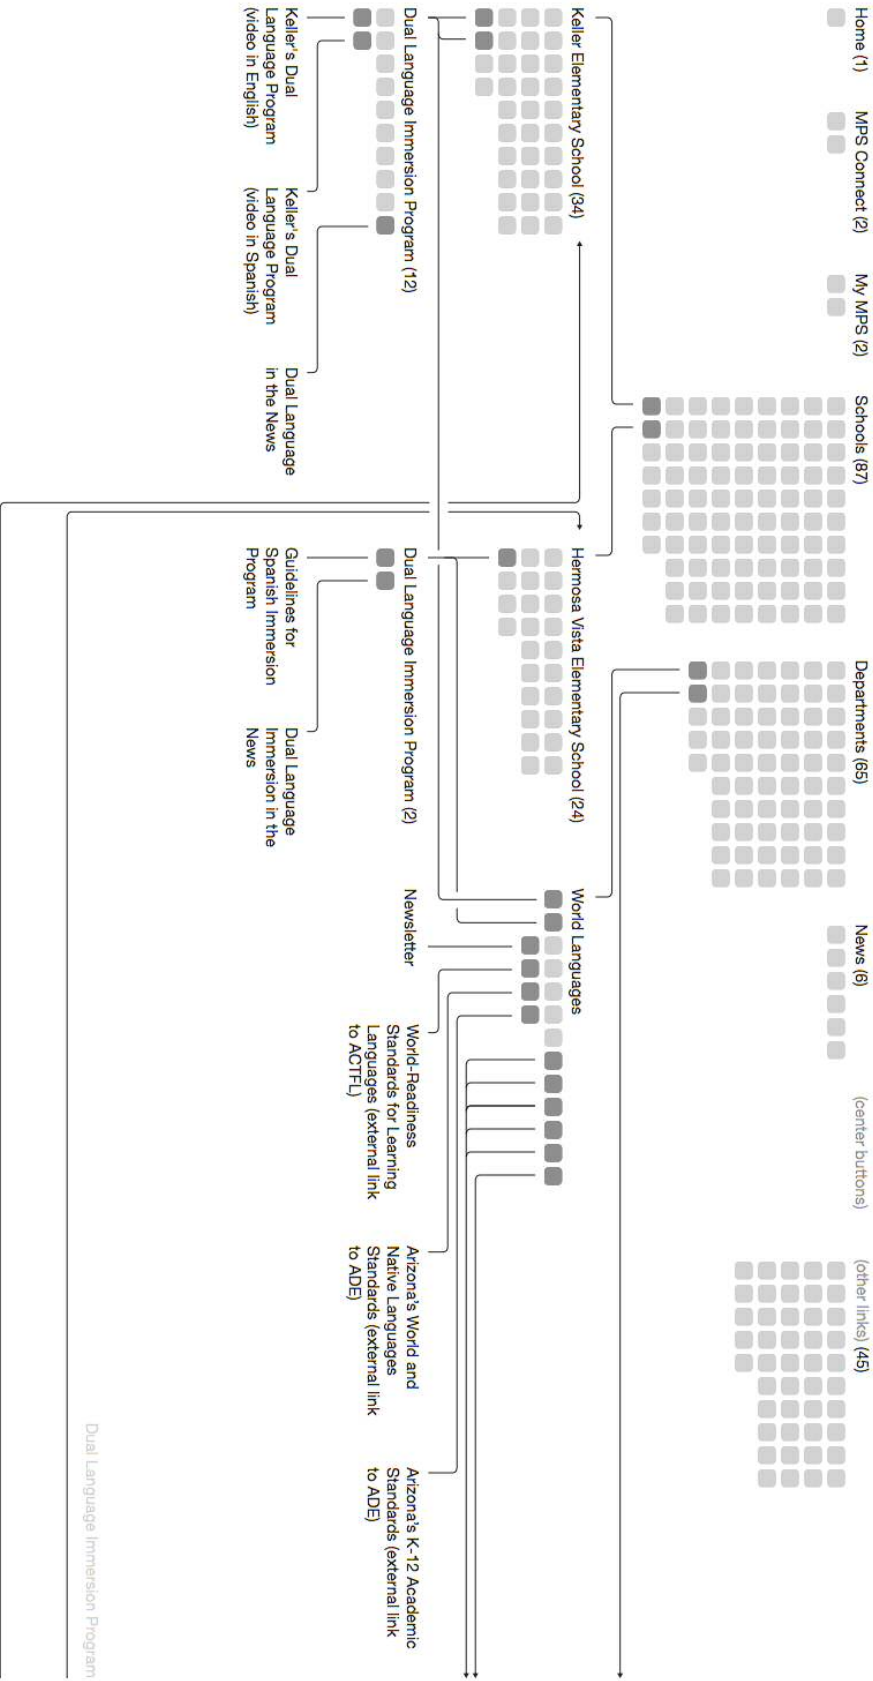 Home (1)
MPS Connect (2)
My MPS (2)
Schools (87)
Departments (65)
News (6)
(center buttons)
(other links) (45)
Keller Elementary School (34)
Hermosa Vista Elementary School (24)
World Languages
Dual Language Immersion Program (12)
Dual Language Immersion Program (2)
Newsletter
World-Readiness
Standards for Learning
Languages (external link
to ACTFL)
Arizona's World and
Native Languages
Standards (external link
to ADE)
Arizona's K-12 Academic
Standards (external link
to ADE)
Keller's Dual
Language Program
(video in English)
Keller's Dual
Language Program
(video in Spanish)
Dual Language
in the News
Guidelines for
Spanish Immersion
Program
Dual Language
Immersion in the
News
Dual Language Immersion Program